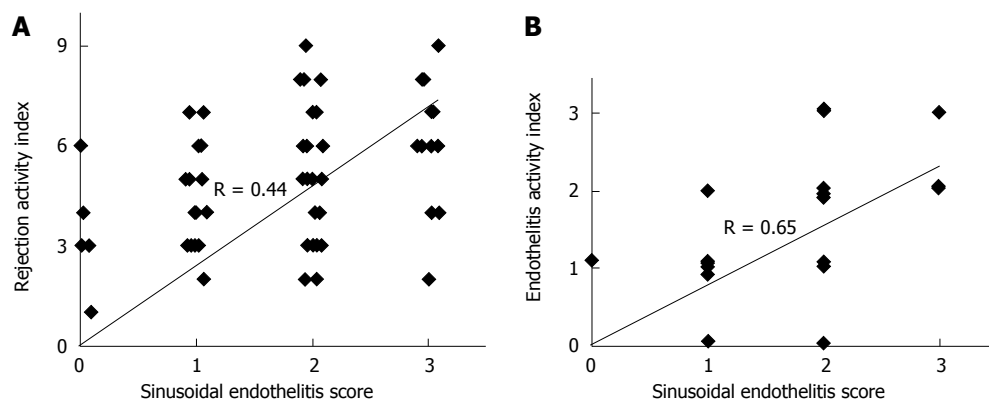 A
Rejection activity index
9
6
3
0
R = 0.44
0 1 2 3
Sinusoidal endothelitis score
B
Endothelitis activity index
3
2
1
0
R = 0.65
0 1 2 3
Sinusoidal endothelitis score